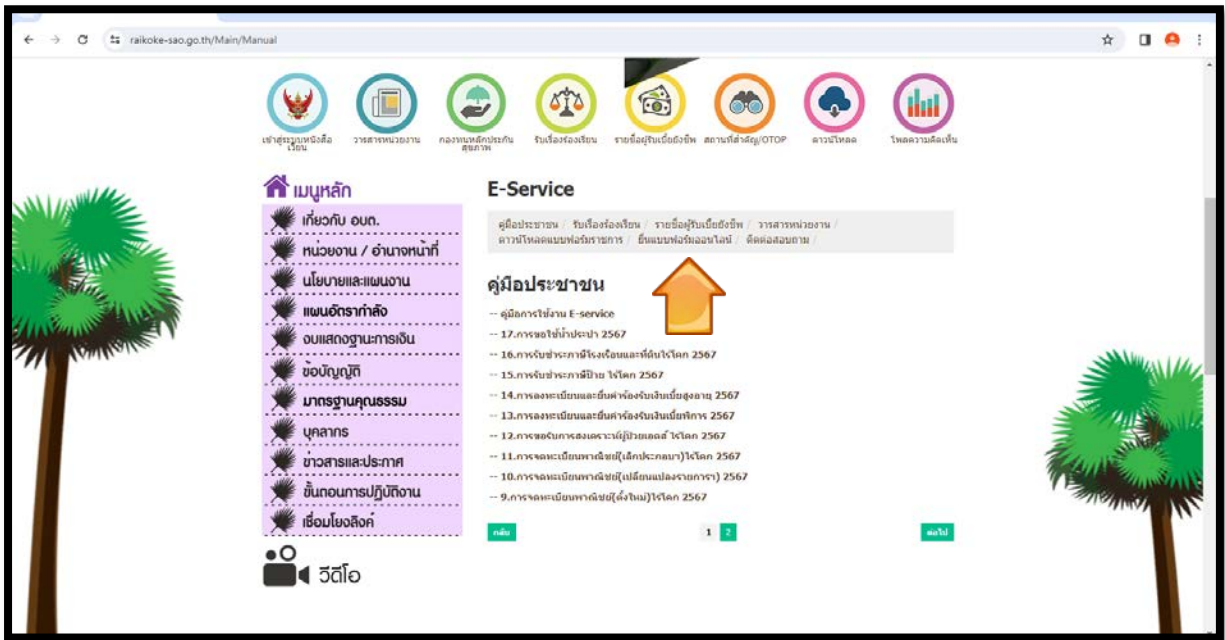 raikoke-sao.go.th/Main/Manual
เข้าสู่ระบบหนังสือ
เวียน
วารสารหน่วยงาน
กองทุนหลักประกัน
สุขภาพ
รับเรื่องร้องเรียน
รายชื่อผู้รับเบี้ยยังชีพ
สถานที่สำคัญ/OTOP
ดาวน์โหลด
โพลความคิดเห็น
เมนูหลัก
เกี่ยวกับ อบต.
หน่วยงาน / อำนาจหน้าที่
นโยบายและแผนงาน
แผนอัตรากำลัง
งบแสดงฐานะการเงิน
ข้อบัญญัติ
มาตรฐานคุณธรรม
บุคลากร
ข่าวสารและประกาศ
ขั้นตอนการปฏิบัติงาน
เชื่อมโยงลิงค์
วีดีโอ
E-Service
คู่มือประชาชน / รับเรื่องร้องเรียน / รายชื่อผู้รับเบี้ยยังชีพ / วารสารหน่วยงาน /
ดาวน์โหลดแบบฟอร์มราชการ / ยื่นแบบฟอร์มออนไลน์ / ติดต่อสอบถาม /
คู่มือประชาชน
-- คู่มือการใช้งาน E-service
-- 17.การขอใช้น้ำประปา 2567
-- 16.การรับชำระภาษีโรงเรือนและที่ดินไร่โคก 2567
-- 15.การรับชำระภาษีป้าย ไร่โคก 2567
-- 14.การลงทะเบียนและยื่นคำร้องรับเงินเบี้ยสูงอายุ 2567
-- 13.การลงทะเบียนและยื่นคำร้องรับเงินเบี้ยพิการ 2567
-- 12.การขอรับการสงเคราะห์ผู้ป่วยเอดส์ ไร่โคก 2567
-- 11.การจดทะเบียนพาณิชย์(เลิกประกอบฯ)ไร่โคก 2567
-- 10.การจดทะเบียนพาณิชย์(เปลี่ยนแปลงรายการฯ) 2567
-- 9.การจดทะเบียนพาณิชย์(ตั้งใหม่)ไร่โคก 2567
กลับ
1 2
ต่อไป